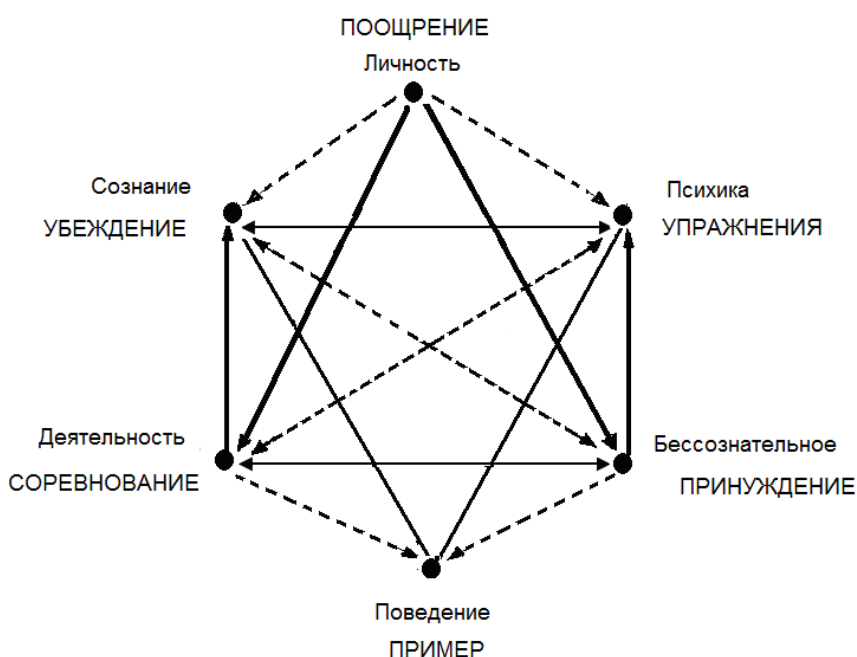 ПООЩРЕНИЕ
Личность
Сознание
УБЕЖДЕНИЕ
Психика
УПРАЖНЕНИЯ
Деятельность
СОРЕВНОВАНИЕ
Бессознательное
ПРИНУЖДЕНИЕ
Поведение
ПРИМЕР